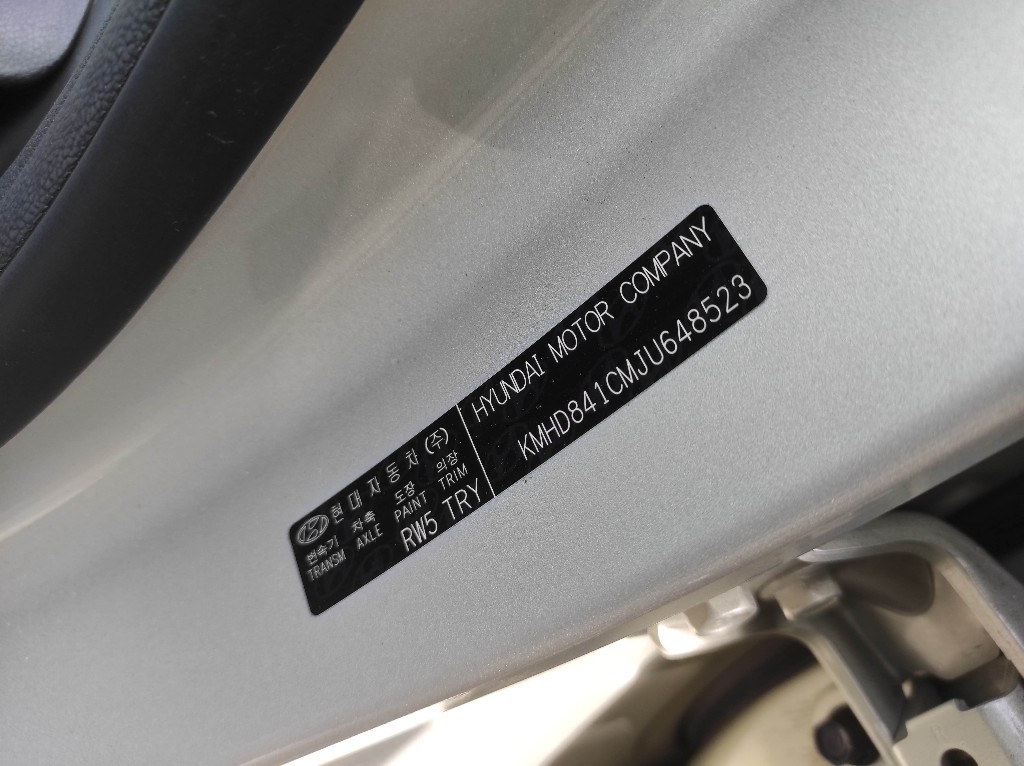 현대자동차(주)
변속기 차축 도장 의장
TRANSM. AXLE PAINT TRIM
RW5 TRY
HYUNDAI MOTOR COMPANY
KMHD841CMJU648523